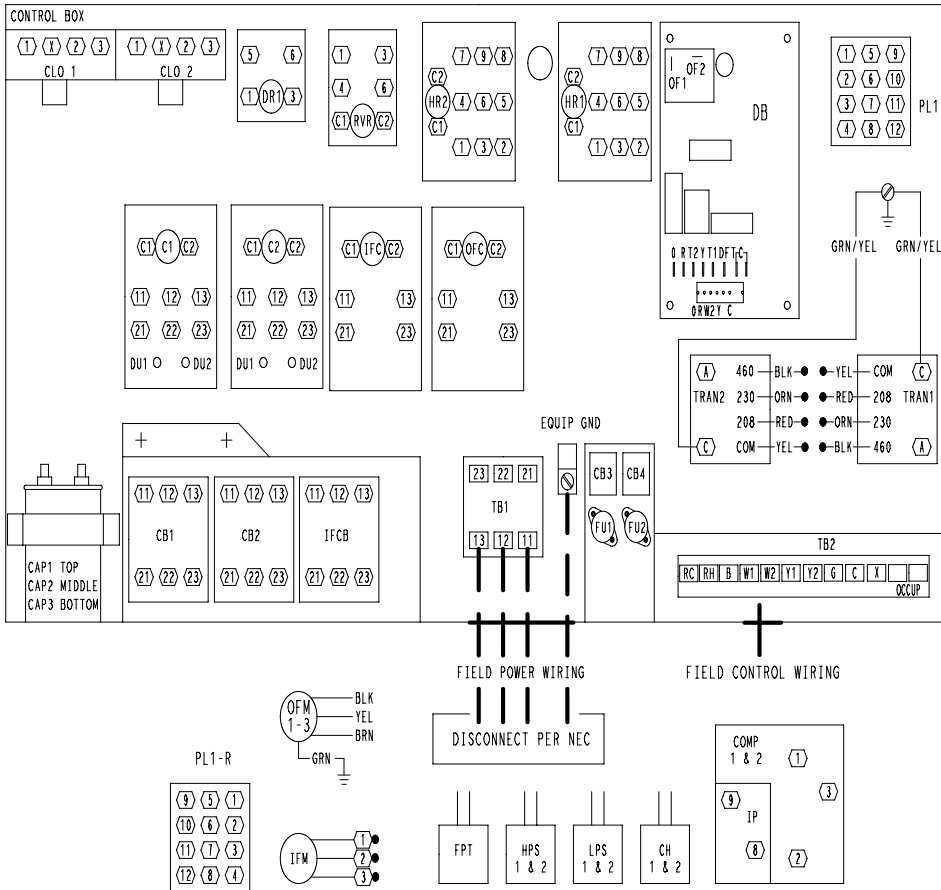 CONTROL BOX
1 X 2 3
CLO 1
1 X 2 3
CLO 2
5 6
1 DR1 3
1 3
4 6
C1 RVR C2
7 9 8
C2
HR2 4 6 5
C1
1 3 2
7 9 8
C2
HR1 4 6 5
C1
1 3 2
OF2
OF1
DB
O R T2 Y T1 DFT C
O R W2 Y C
1 5 9
2 6 10
3 7 11
4 8 12
PL1
GRN/YEL GRN/YEL
C1 C1 C2
11 12 13
21 22 23
DU1 DU2
C1 C2 C2
11 12 13
21 22 23
DU1 DU2
C1 IFC C2
11 13
21 23
C1 OFC C2
11 13
21 23
A 460 BLK YEL COM C
TRAN2 230 ORN RED 208 TRAN1
208 RED ORN 230
C COM YEL BLK 460 A
CAP1 TOP
CAP2 MIDDLE
CAP3 BOTTOM
11 12 13
CB1
21 22 23
11 12 13
CB2
21 22 23
11 12 13
IFCB
21 22 23
23 22 21
TB1
13 12 11
EQUIP GND
CB3 CB4
FU1 FU2
TB2
RC RH B W1 W2 Y1 Y2 G C X
OCCUP
FIELD POWER WIRING
FIELD CONTROL WIRING
DISCONNECT PER NEC
OFM
1-3
BLK
YEL
BRN
GRN
PL1-R
9 5 1
10 6 2
11 7 3
12 8 4
IFM
1
2
3
FPT
HPS
1 & 2
LPS
1 & 2
CH
1 & 2
COMP
1 & 2
1
3
9
IP
8
2